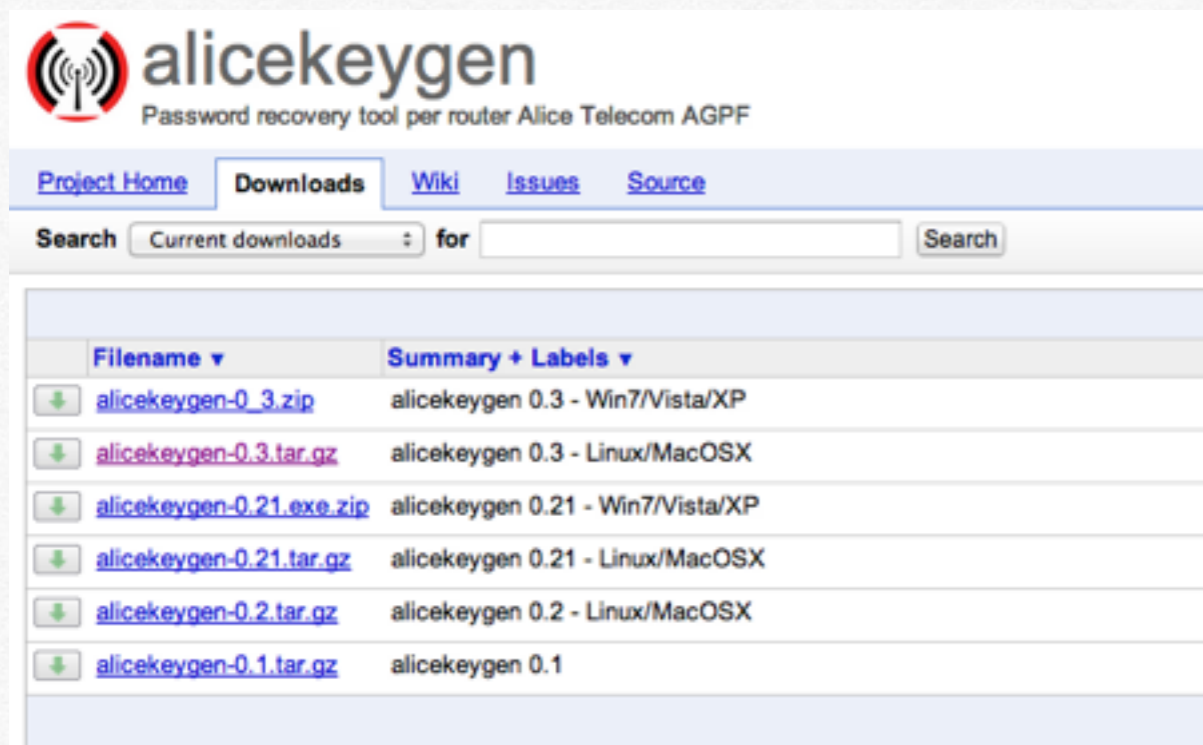 alicekeygen
Password recovery tool per router Alice Telecom AGPF
Project Home Downloads Wiki Issues Source
Search Current downloads for Search
Filename ▼ Summary + Labels ▼
alicekeygen-0_3.zip alicekeygen 0.3 - Win7/Vista/XP
alicekeygen-0.3.tar.gz alicekeygen 0.3 - Linux/MacOSX
alicekeygen-0.21.exe.zip alicekeygen 0.21 - Win7/Vista/XP
alicekeygen-0.21.tar.gz alicekeygen 0.21 - Linux/MacOSX
alicekeygen-0.2.tar.gz alicekeygen 0.2 - Linux/MacOSX
alicekeygen-0.1.tar.gz alicekeygen 0.1